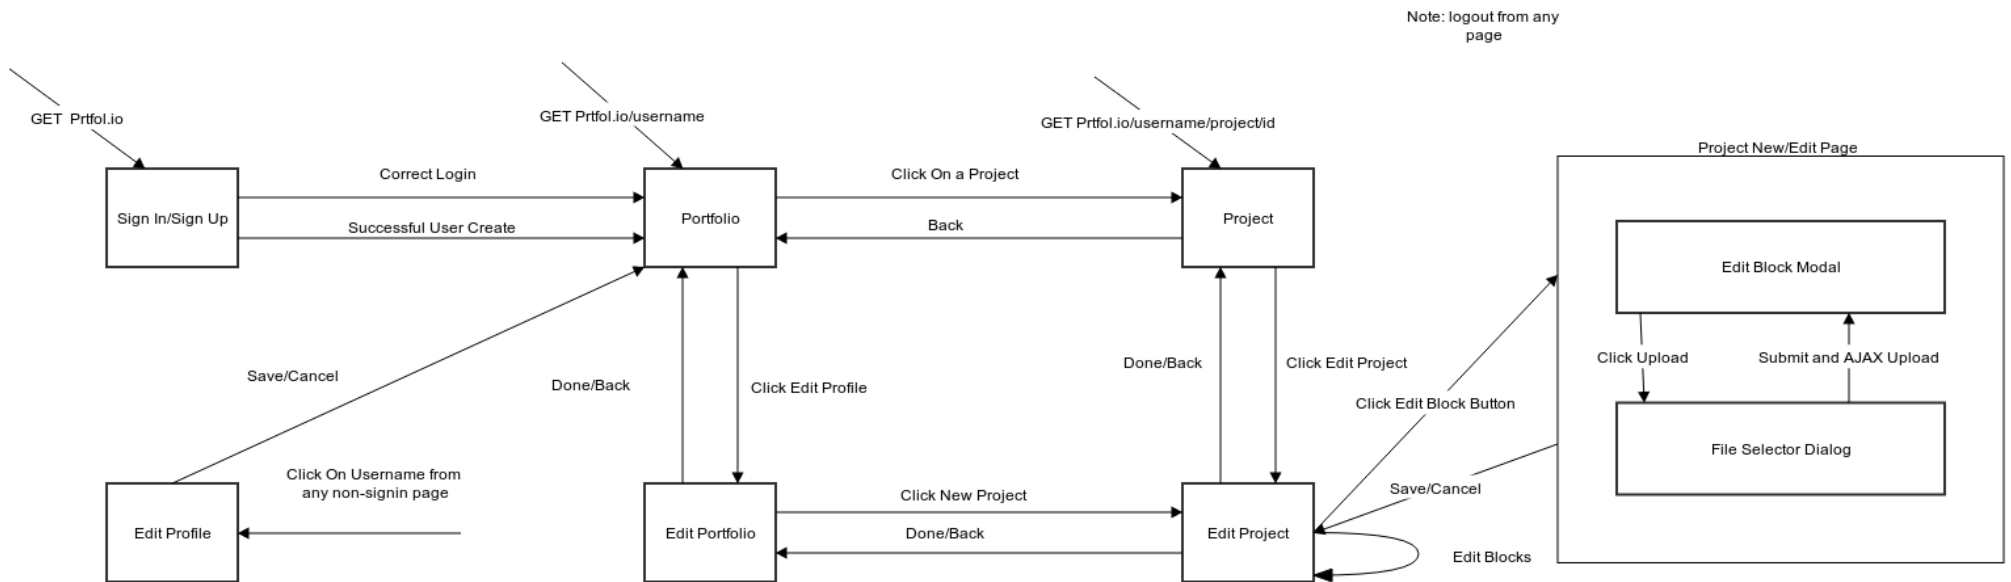 Note: logout from any
page
GET Prtfol.io
GET Prtfol.io/username
GET Prtfol.io/username/project/id
Project New/Edit Page
Correct Login
Click On a Project
Sign In/Sign Up
Portfolio
Project
Successful User Create
Back
Edit Block Modal
Click Upload
Submit and AJAX Upload
Save/Cancel
Done/Back
Click Edit Profile
Done/Back
Click Edit Project
Click Edit Block Button
File Selector Dialog
Click On Username from
any non-signin page
Click New Project
Save/Cancel
Edit Profile
Edit Portfolio
Done/Back
Edit Project
Edit Blocks